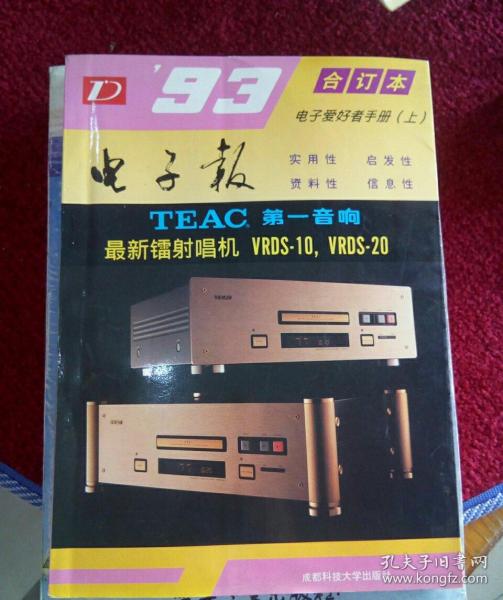 '93
合订本
电子爱好者手册（上）
电子报
实用性 启发性
资料性 信息性
TEAC 第一音响
最新镭射唱机 VRDS-10, VRDS-20
TEAC
TEAC
成都科技大学出版社
孔夫子旧书网
www.kongfz.com